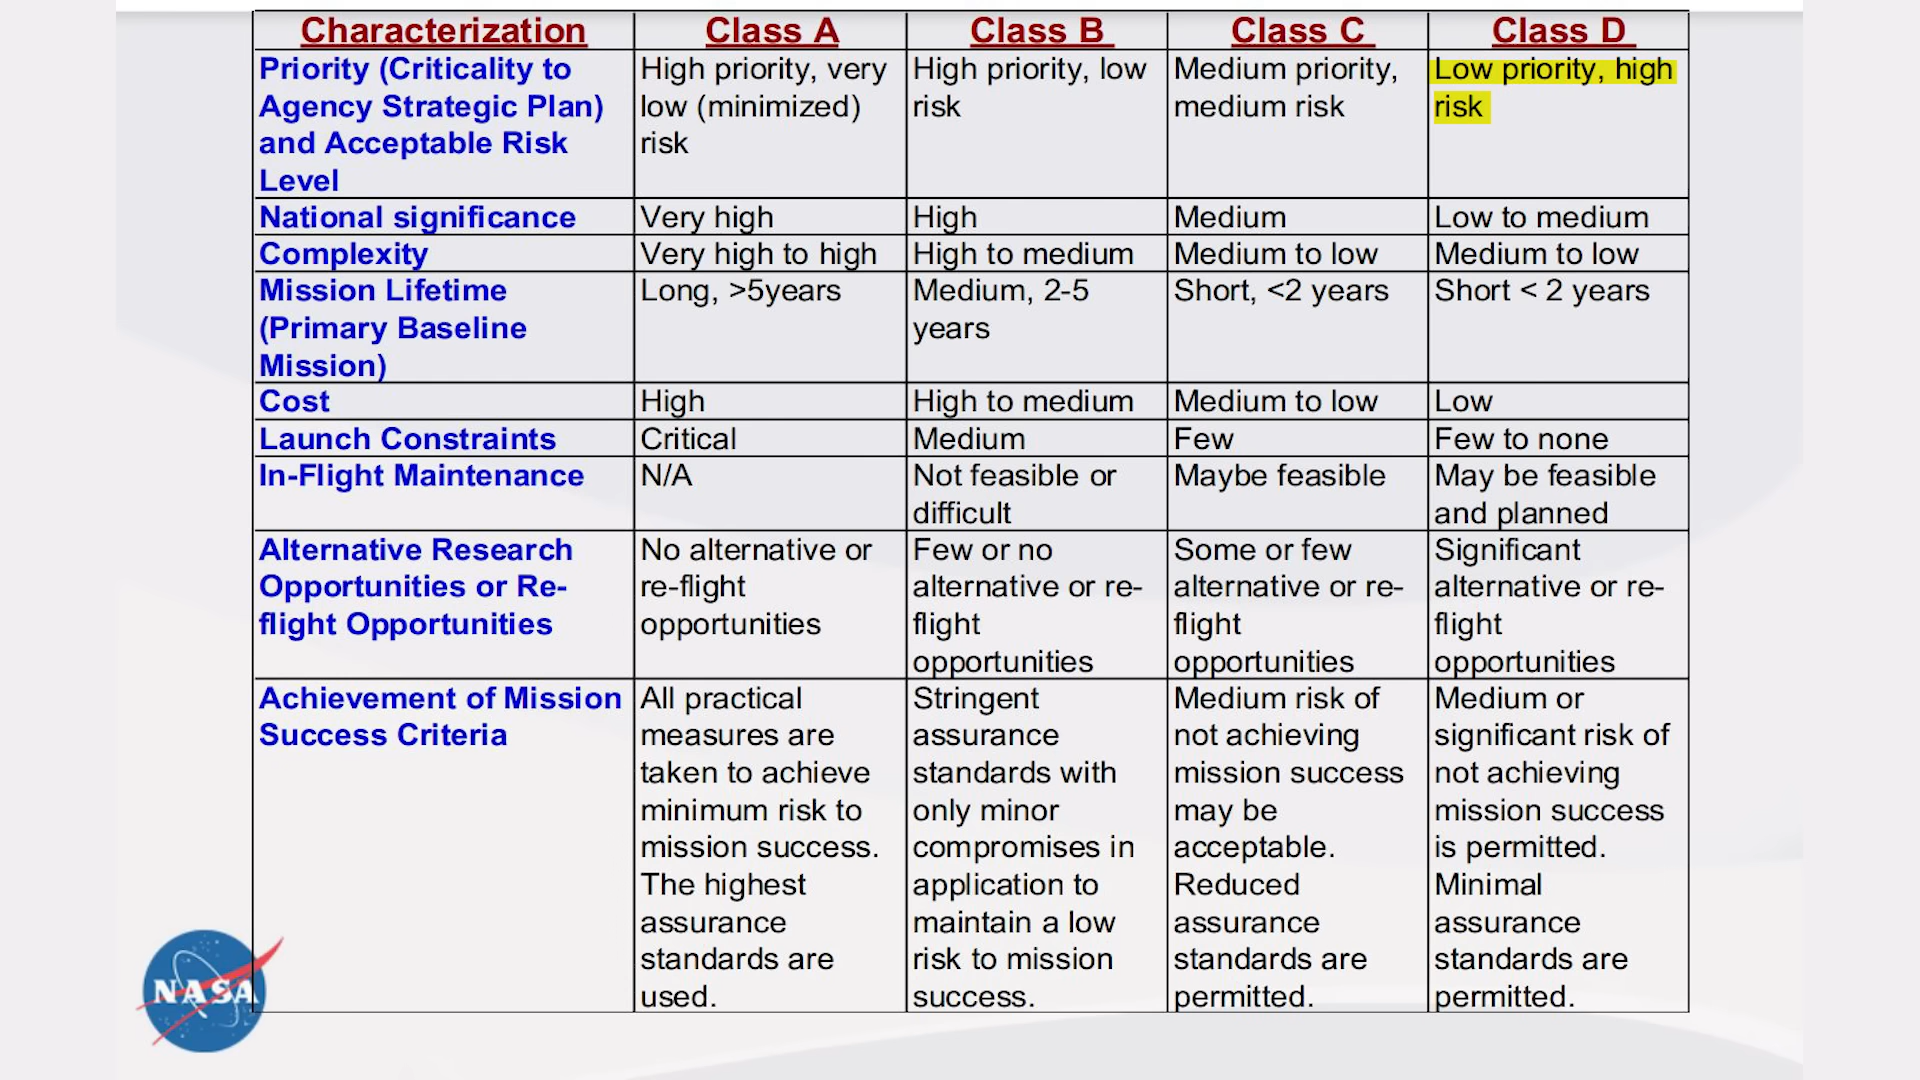 Characterization Class A Class B Class C Class D
Priority (Criticality to
Agency Strategic Plan)
and Acceptable Risk
Level
High priority, very
low (minimized)
risk
High priority, low
risk
Medium priority,
medium risk
Low priority, high
risk
National significance Very high High Medium Low to medium
Complexity Very high to high High to medium Medium to low Medium to low
Mission Lifetime
(Primary Baseline
Mission)
Long, >5years
Medium, 2-5
years
Short, <2 years
Short < 2 years
Cost High High to medium Medium to low Low
Launch Constraints Critical Medium Few Few to none
In-Flight Maintenance
N/A
Not feasible or
difficult
Maybe feasible
May be feasible
and planned
Alternative Research
Opportunities or Re-
flight Opportunities
No alternative or
re-flight
opportunities
Few or no
alternative or re-
flight
opportunities
Some or few
alternative or re-
flight
opportunities
Significant
alternative or re-
flight
opportunities
Achievement of Mission
Success Criteria
All practical
measures are
taken to achieve
minimum risk to
mission success.
The highest
assurance
standards are
used.
Stringent
assurance
standards with
only minor
compromises in
application to
maintain a low
risk to mission
success.
Medium risk of
not achieving
mission success
may be
acceptable.
Reduced
assurance
standards are
permitted.
Medium or
significant risk of
not achieving
mission success
is permitted.
Minimal
assurance
standards are
permitted.
NASA